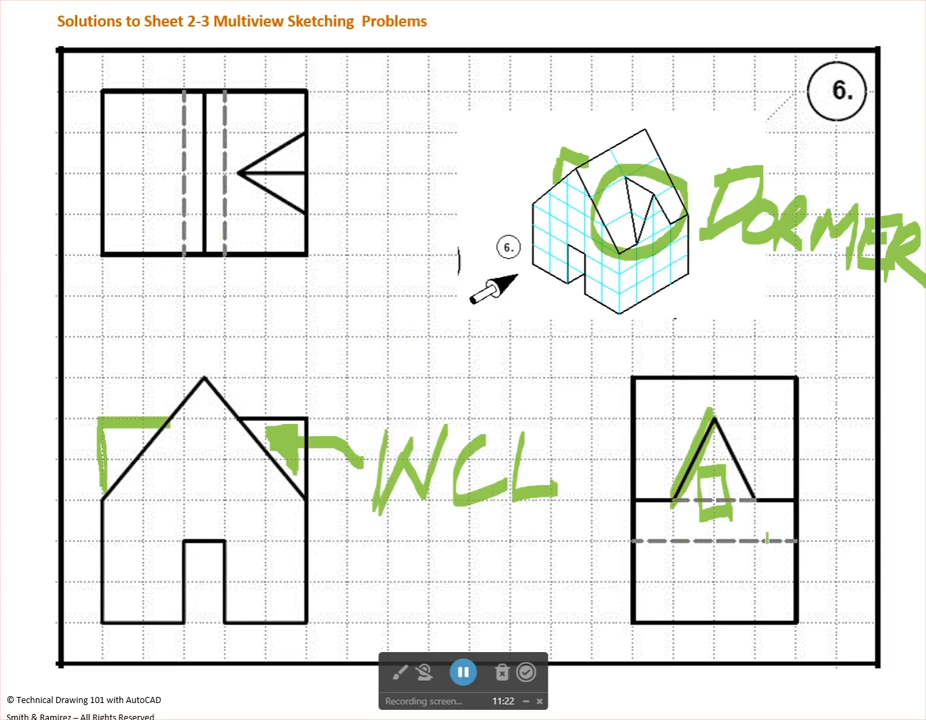 Solutions to Sheet 2-3 Multiview Sketching Problems
6.
DORMER
6.
WCL
Recording screen... 11:22
© Technical Drawing 101 with AutoCAD
Smith & Ramirez – All Rights Reserved